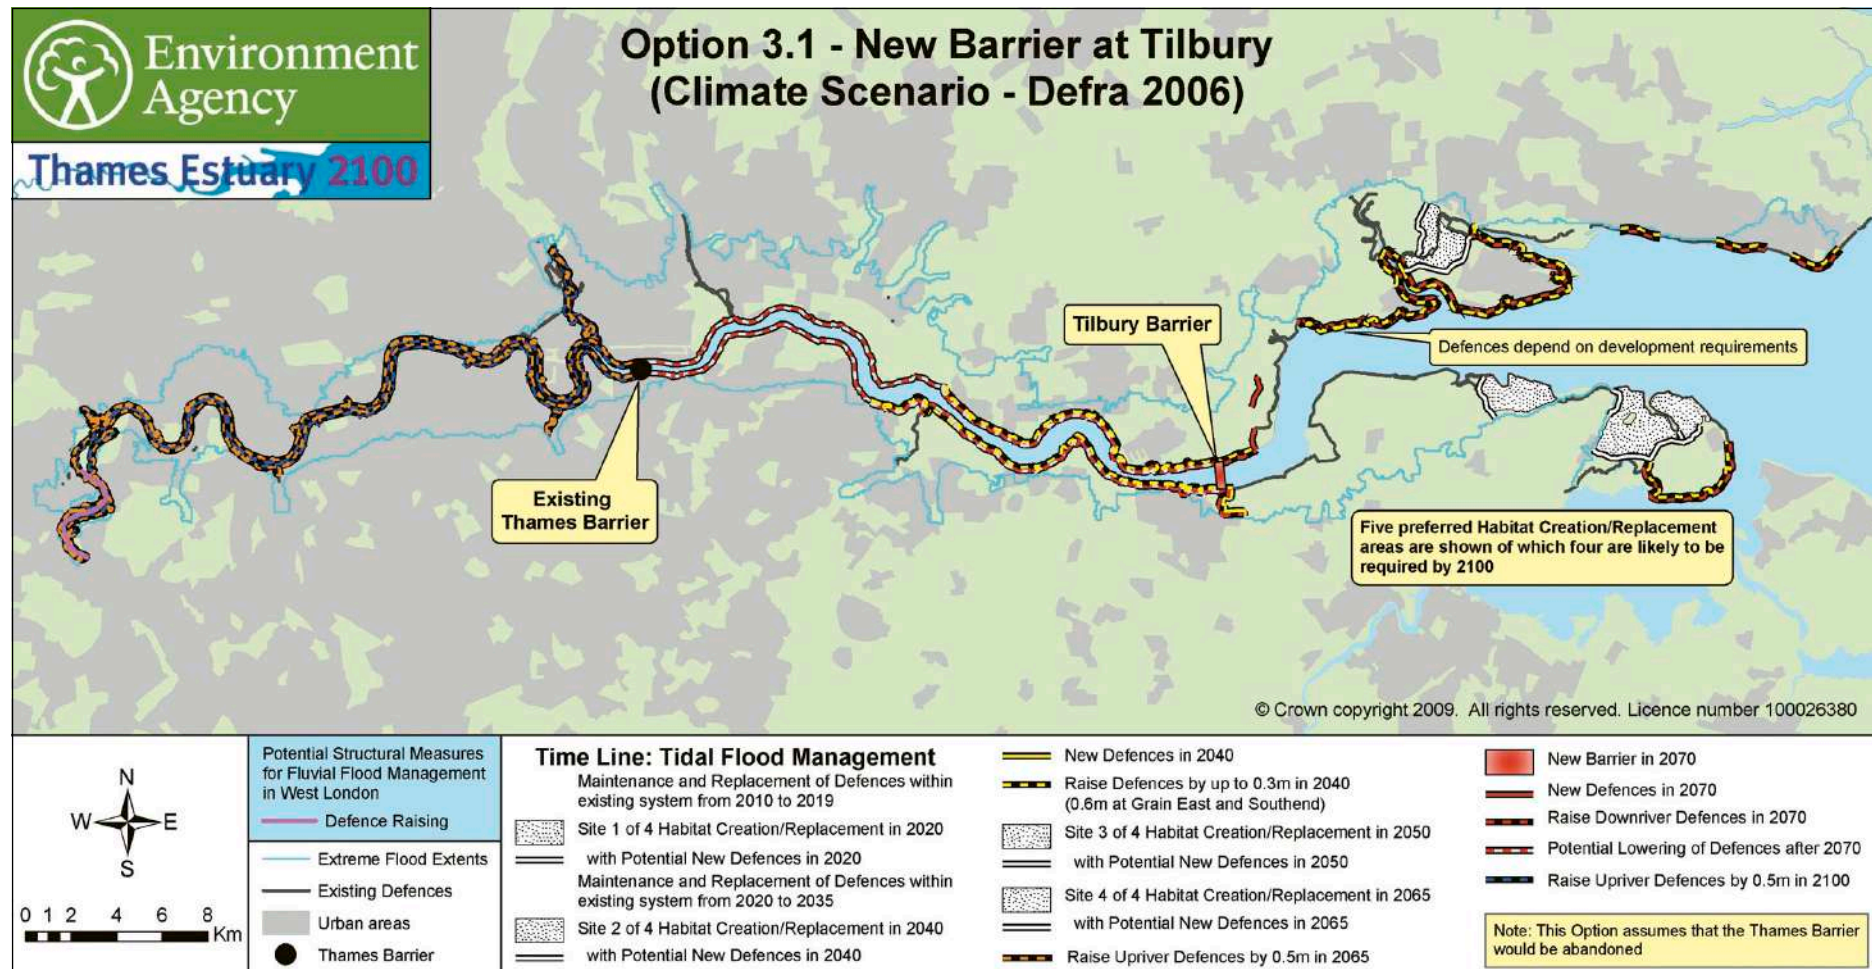 Environment
Agency
Thames Estuary 2100
Option 3.1 - New Barrier at Tilbury
(Climate Scenario - Defra 2006)
Tilbury Barrier
Defences depend on development requirements
Existing
Thames Barrier
Five preferred Habitat Creation/Replacement
areas are shown of which four are likely to be
required by 2100
© Crown copyright 2009. All rights reserved. Licence number 100026380
N
W
E
S
0 1 2 4 6 8
Km
Potential Structural Measures
for Fluvial Flood Management
in West London
Defence Raising
Extreme Flood Extents
Existing Defences
Urban areas
Thames Barrier
Time Line: Tidal Flood Management
Maintenance and Replacement of Defences within
existing system from 2010 to 2019
Site 1 of 4 Habitat Creation/Replacement in 2020
with Potential New Defences in 2020
Maintenance and Replacement of Defences within
existing system from 2020 to 2035
Site 2 of 4 Habitat Creation/Replacement in 2040
with Potential New Defences in 2040
New Defences in 2040
Raise Defences by up to 0.3m in 2040
(0.6m at Grain East and Southend)
Site 3 of 4 Habitat Creation/Replacement in 2050
with Potential New Defences in 2050
Site 4 of 4 Habitat Creation/Replacement in 2065
with Potential New Defences in 2065
Raise Upriver Defences by 0.5m in 2065
New Barrier in 2070
New Defences in 2070
Raise Downriver Defences in 2070
Potential Lowering of Defences after 2070
Raise Upriver Defences by 0.5m in 2100
Note: This Option assumes that the Thames Barrier
would be abandoned